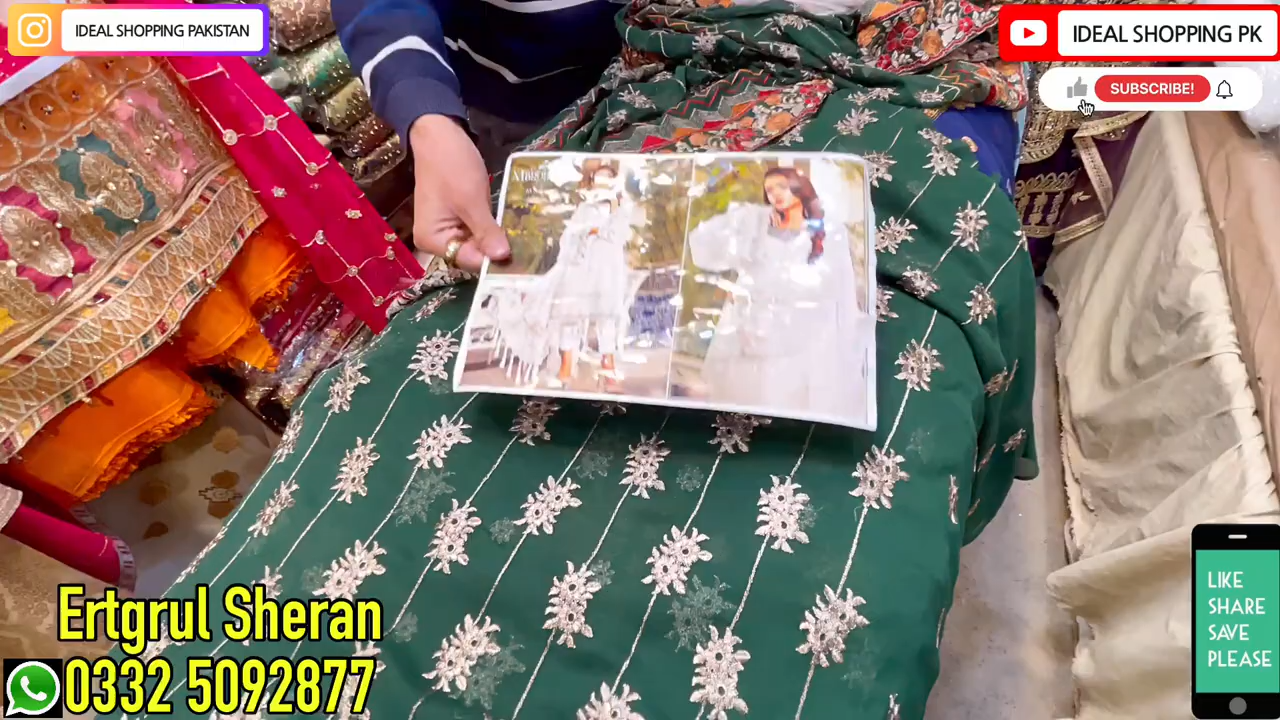 IDEAL SHOPPING PAKISTAN
IDEAL SHOPPING PK
SUBSCRIBE!
LIKE
SHARE
SAVE
PLEASE
Ertgrul Sheran
0332 5092877